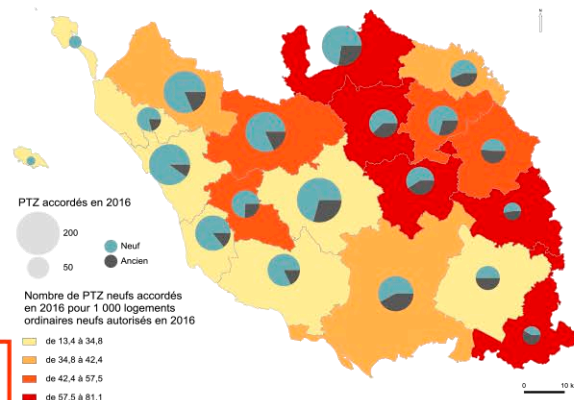 PTZ accordés en 2016
200
50
Neuf
Ancien
Nombre de PTZ neufs accordés
en 2016 pour 1 000 logements
ordinaires neufs autorisés en 2016
de 13,4 à 34,8
de 34,8 à 42,4
de 42,4 à 57,5
de 57,5 à 81,1
0 10 k